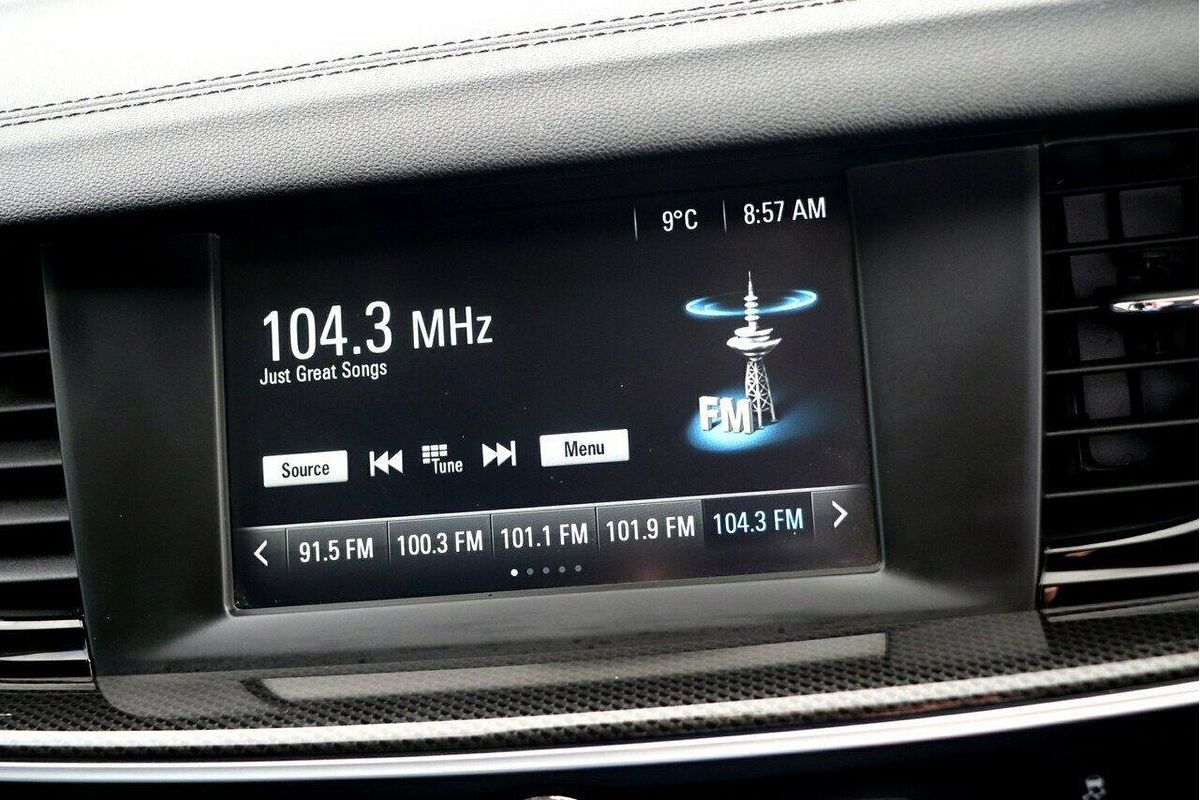 9°C 8:57 AM
104.3 MHz
Just Great Songs
FM
Source Tune Menu
91.5 FM 100.3 FM 101.1 FM 101.9 FM 104.3 FM